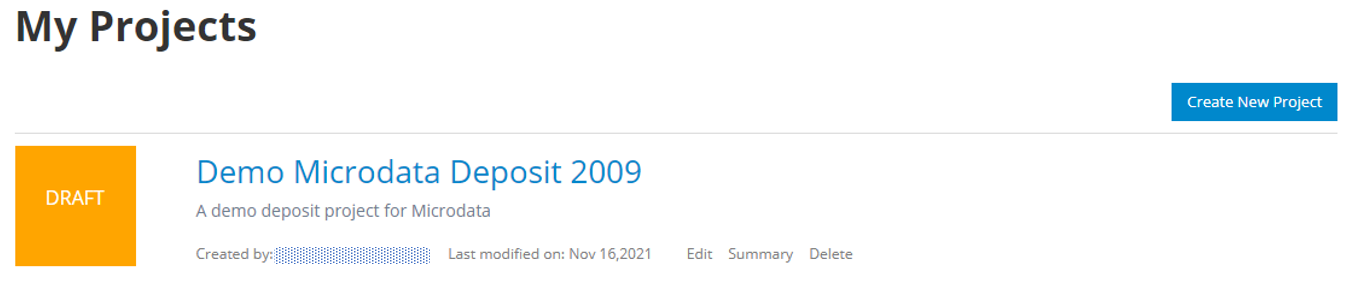 My Projects
Create New Project
DRAFT
Demo Microdata Deposit 2009
A demo deposit project for Microdata
Created by: Last modified on: Nov 16,2021 Edit Summary Delete